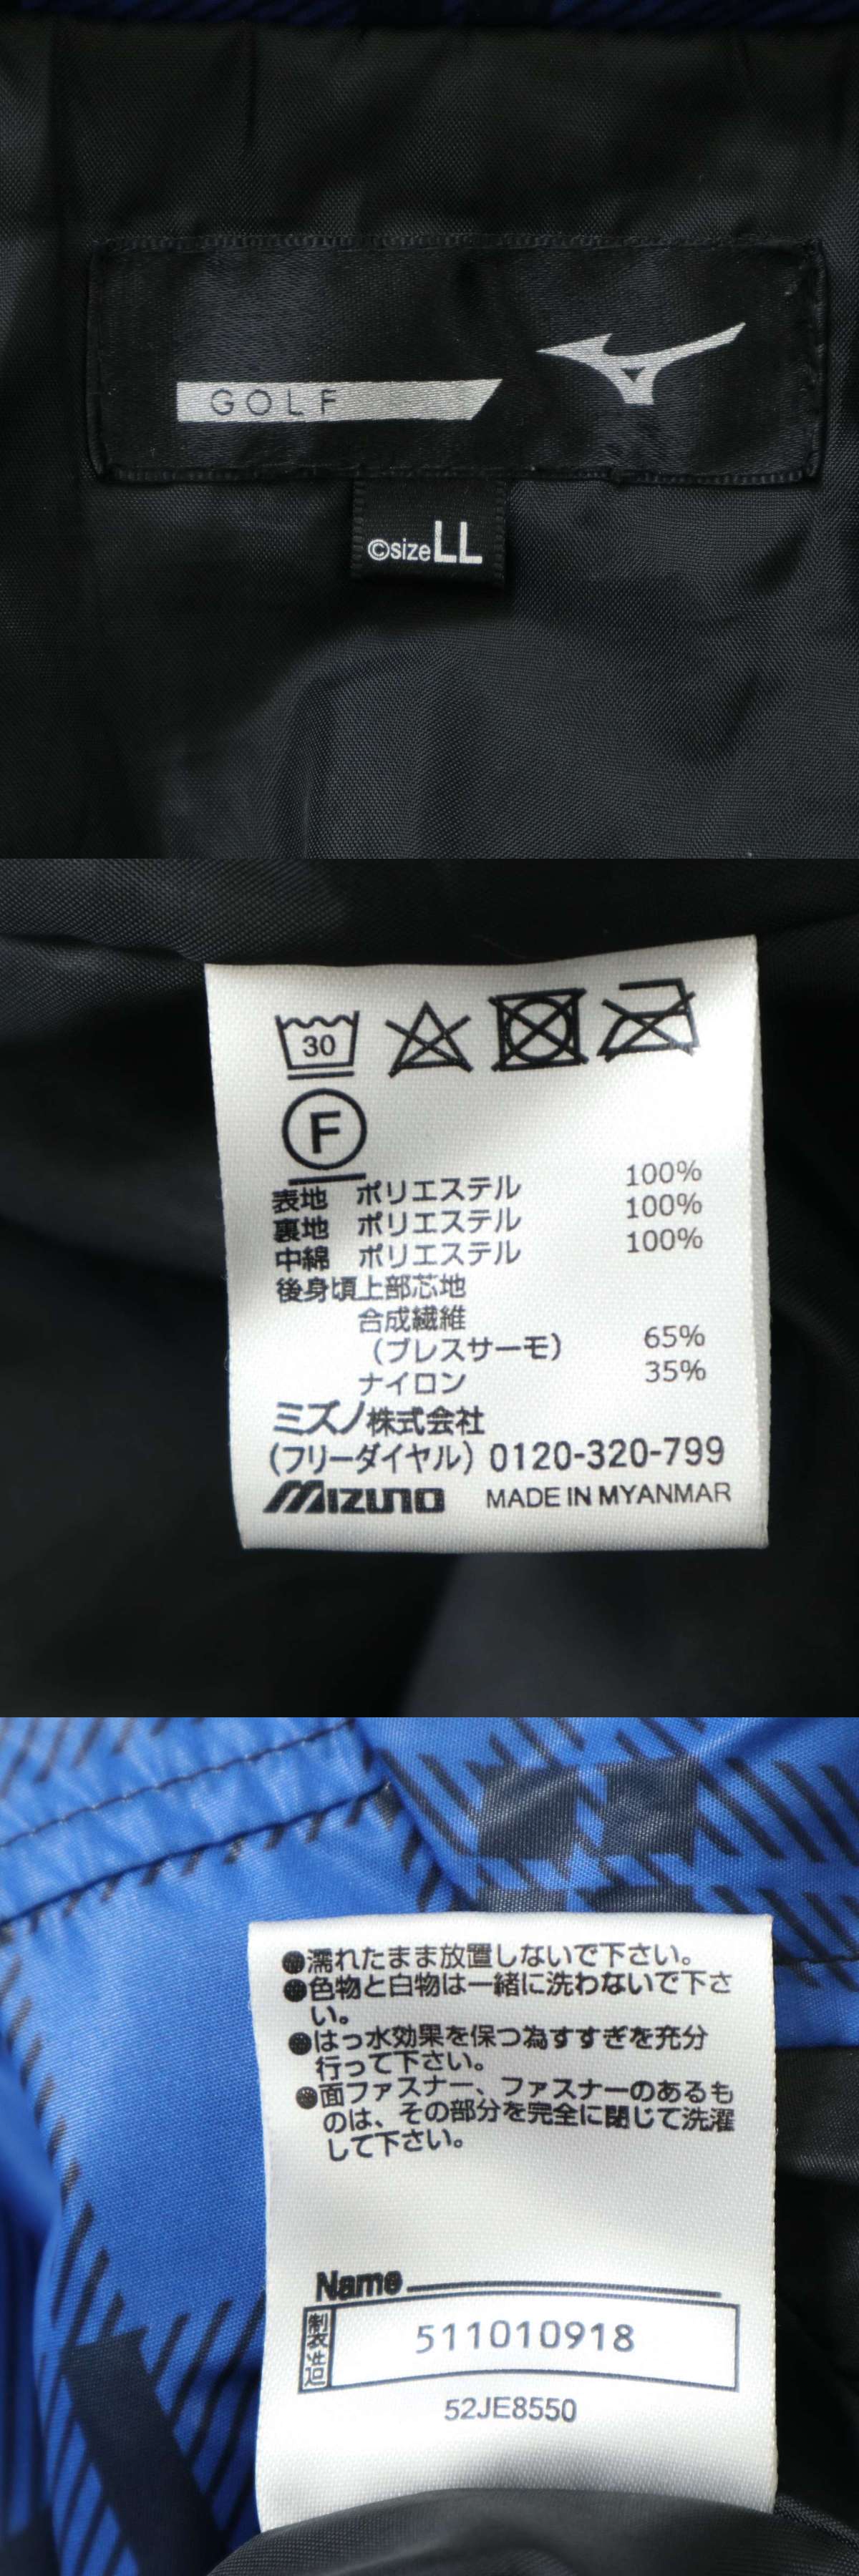 GOLF
©size LL
30
F
表地 ポリエステル 100%
裏地 ポリエステル 100%
中綿 ポリエステル 100%
後身頃上部芯地
合成繊維
(ブレスサーモ) 65%
ナイロン 35%
ミズノ株式会社
(フリーダイヤル) 0120-320-799
MIZUNO MADE IN MYANMAR
●濡れたまま放置しないで下さい。
●色物と白物は一緒に洗わないで下さ
い。
●はっ水効果を保つ為すすぎを充分
行って下さい。
●面ファスナー、ファスナーのあるも
のは、その部分を完全に閉じて洗濯
して下さい。
Name
511010918
52JE8550